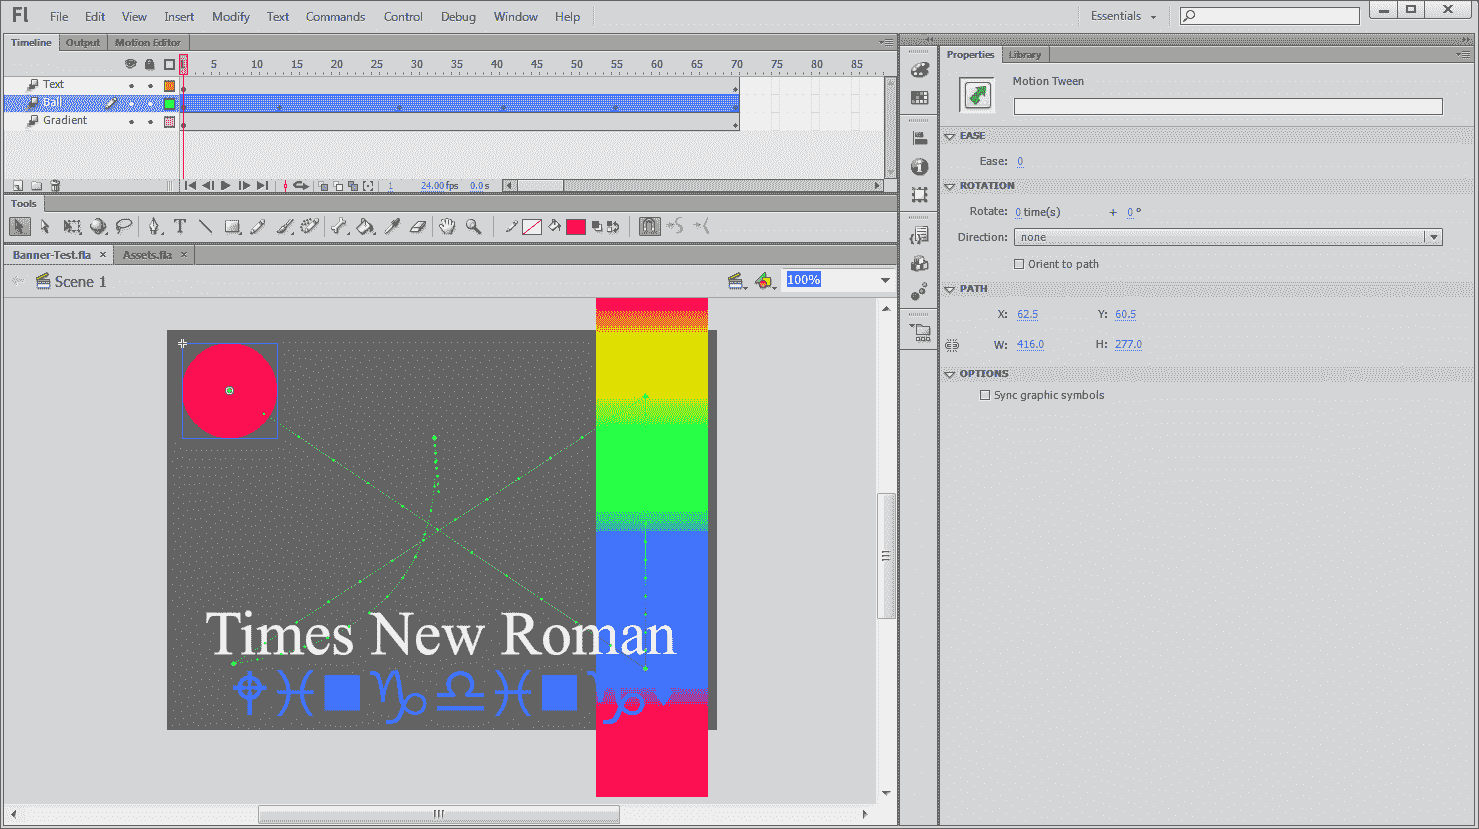 Fl File Edit View Insert Modify Text Commands Control Debug Window Help Essentials
Timeline Output Motion Editor
5 10 15 20 25 30 35 40 45 50 55 60 65 70 75 80 85
Text
Ball
Gradient
1 24.00 fps 0.0 s
Tools
Banner-Test.fla × Assets.fla ×
Scene 1 100%
Times New Roman
Properties Library
Motion Tween
EASE
Ease: 0
ROTATION
Rotate: 0 time(s) + 0 °
Direction: none
Orient to path
PATH
X: 62.5 Y: 60.5
W: 416.0 H: 277.0
OPTIONS
Sync graphic symbols